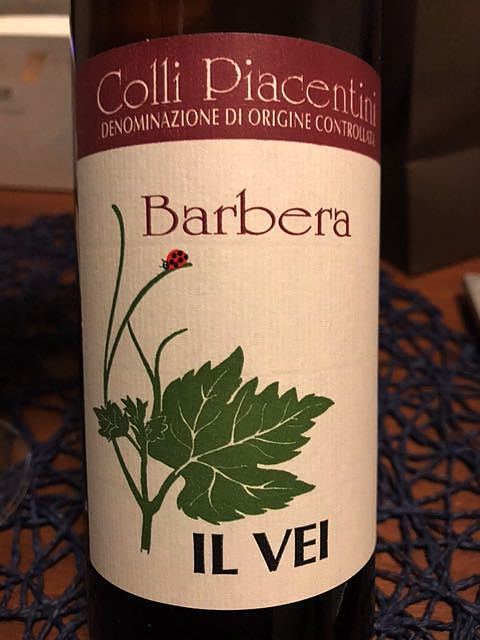 Colli Piacentini
DENOMINAZIONE DI ORIGINE CONTROLLATA
Barbera
IL VEI